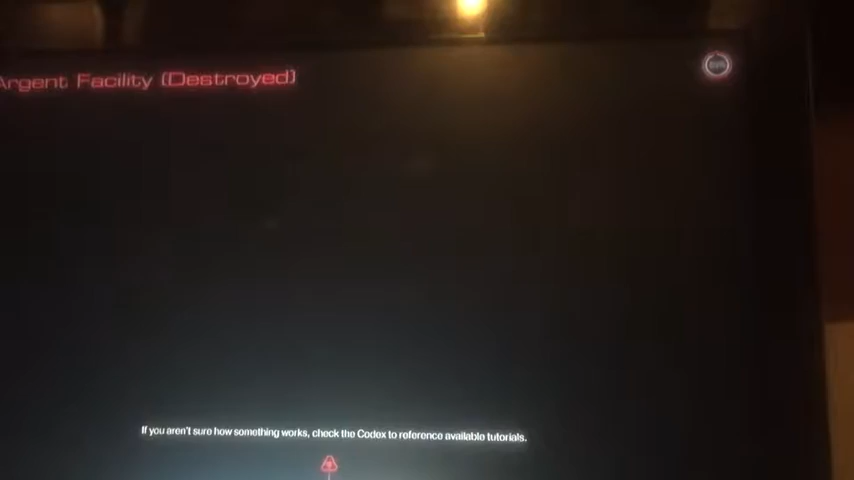 Argent Facility (Destroyed)
If you aren't sure how something works, check the Codex to reference available tutorials.